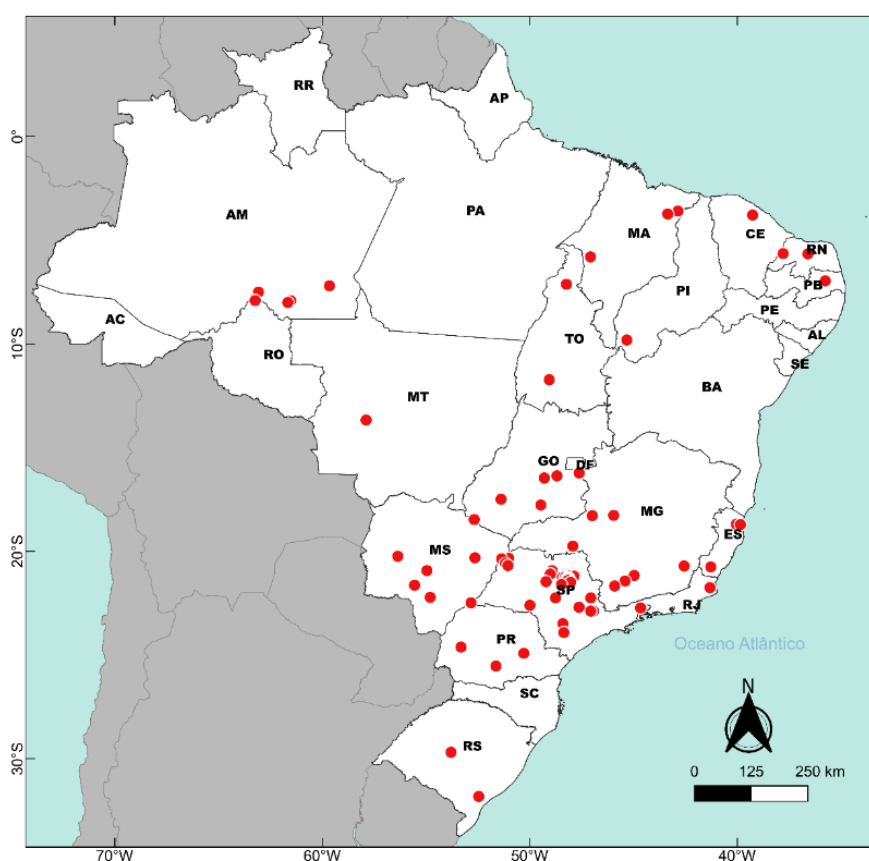 RR
AP
0°
AM
PA
MA
CE
RN
PB
PI
PE
AC
TO
AL
10°S
RO
SE
MT
BA
GO
DF
MG
ES
20°S
MS
SP
RJ
PR
Oceano Atlântico
SC
N
RS
30°S
0 125 250 km
70°W 60°W 50°W 40°W